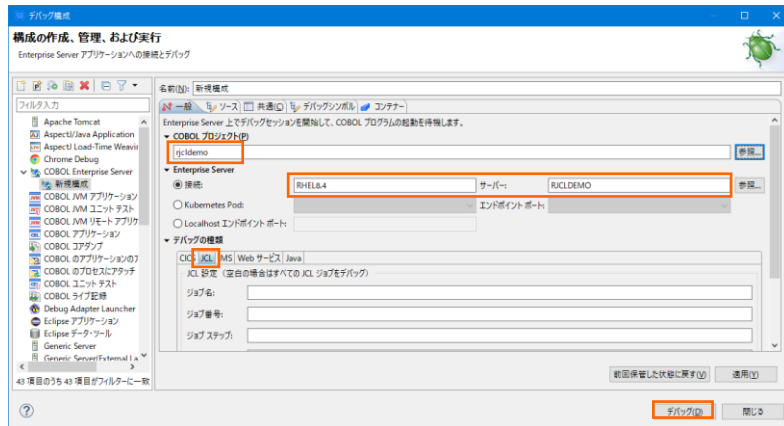 デバッグ構成
構成の作成、管理、および実行
Enterprise Server アプリケーションへの接続とデバッグ
名前(N): 新規構成
フィルタ入力
一般 ソース 共通(C) デバッグシンボル コンテナー
Enterprise Server 上でデバッグセッションを開始して、COBOL プログラムの起動を待機します。
Apache Tomcat
AspectJ/Java Application
AspectJ Load-Time Weavin
Chrome Debug
COBOL Enterprise Server
新規構成
COBOL JVM アプリケーション
COBOL JVM ユニット テスト
COBOL JVM リモート アプリケ
COBOL アプリケーション
COBOL コアダンプ
COBOL のアプリケーションのア
COBOL のプロセスにアタッチ
COBOL ユニット テスト
COBOL ライブ記録
Debug Adapter Launcher
Eclipse アプリケーション
Eclipse データ・ツール
Generic Server
Generic Server(External La
43 項目のうち 43 項目がフィルターに一致
COBOL プロジェクト(P)
rjcldemo 参照...
Enterprise Server
接続: RHEL8.4 サーバー: RJCLDEMO 参照...
Kubernetes Pod: エンドポイント ポート:
Localhost エンドポイント ポート:
デバッグの種類
CICS JCL IMS Web サービス Java
JCL 設定（空白の場合はすべての JCL ジョブをデバッグ）
ジョブ名:
ジョブ番号:
ジョブ ステップ:
前回保管した状態に戻す(V) 適用(Y)
デバッグ(D) 閉じる